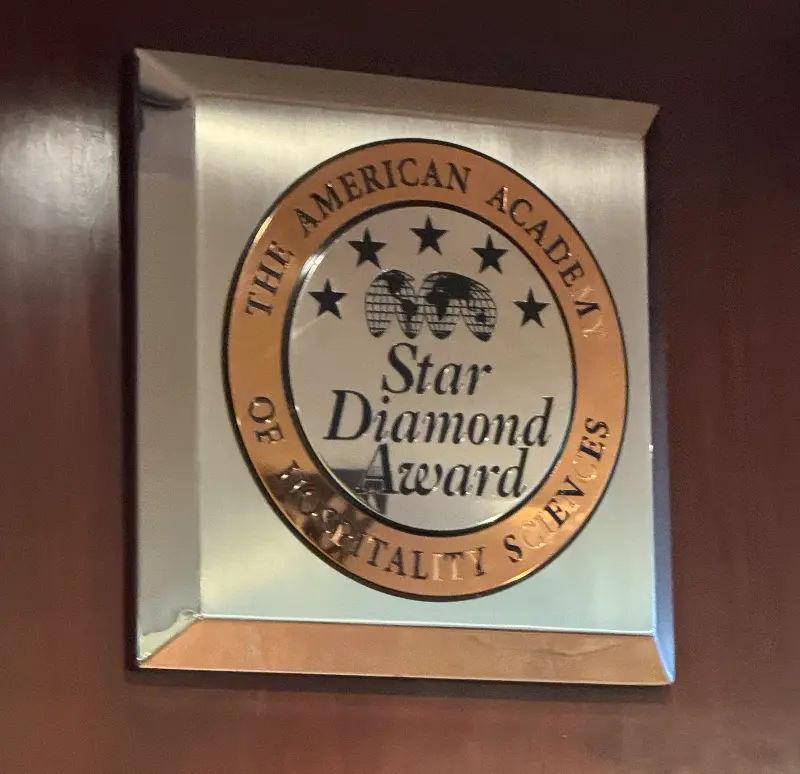 THE AMERICAN ACADEMY
OF HOSPITALITY SCIENCES
Star
Diamond
Award